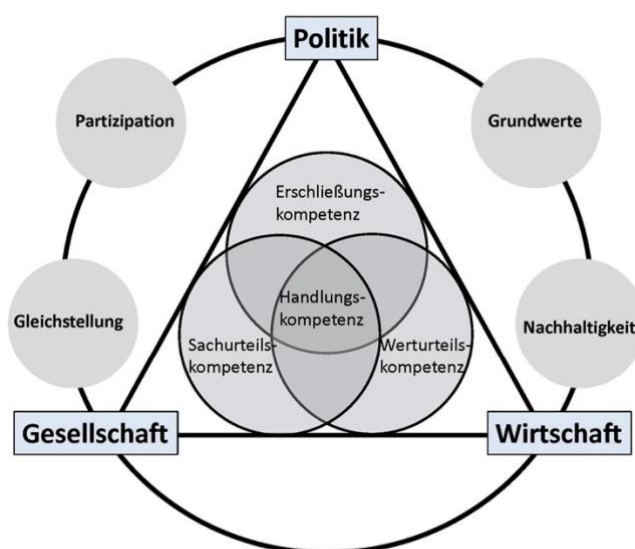 Politik
Partizipation
Grundwerte
Erschließungs-
kompetenz
Gleichstellung
Handlungs-
kompetenz
Nachhaltigkeit
Sachurteils-
kompetenz
Werturteils-
kompetenz
Gesellschaft
Wirtschaft